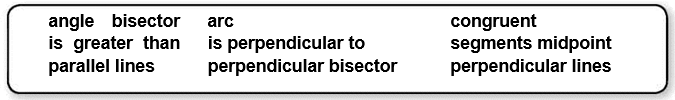 angle bisector arc congruent
is greater than is perpendicular to segments midpoint
parallel lines perpendicular bisector perpendicular lines